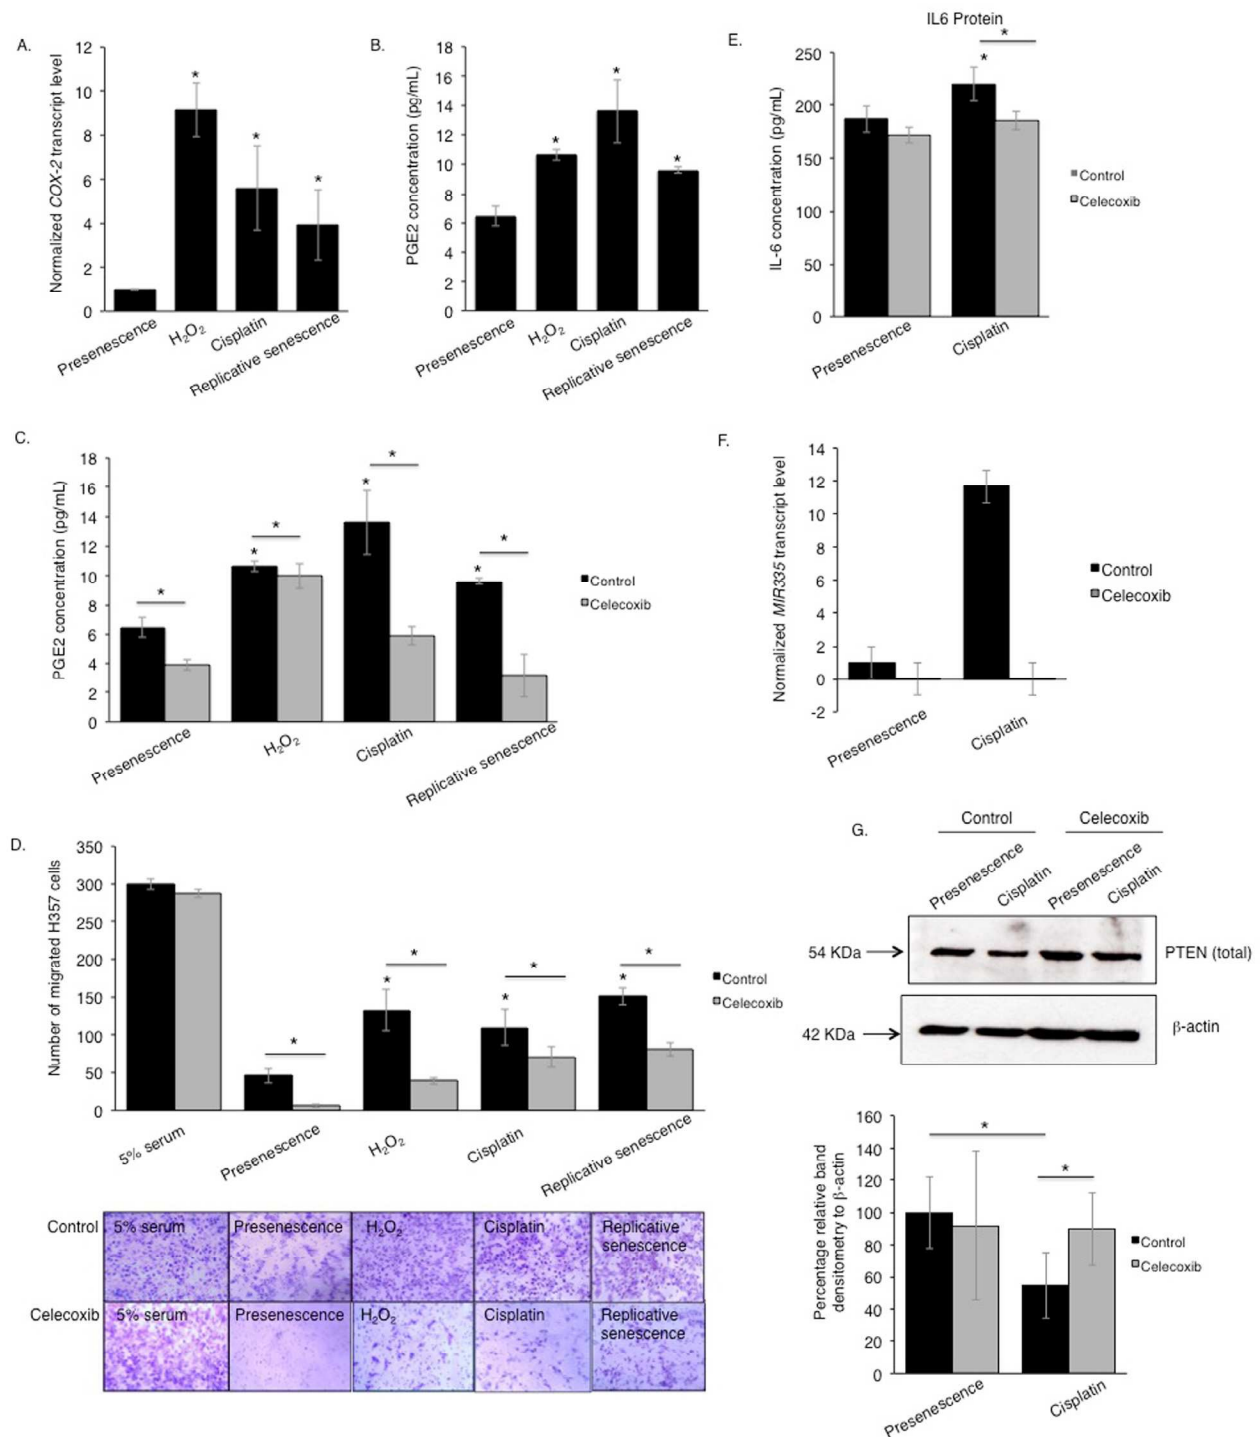 A.
Normalized COX-2 transcript level
12
10
8
6
4
2
0
*
*
*
Presenescence
H2O2
Cisplatin
Replicative senescence
B.
PGE2 concentration (pg/mL)
18
16
14
12
10
8
6
4
2
0
*
*
*
Presenescence
H2O2
Cisplatin
Replicative senescence
E.
IL6 Protein
IL-6 concentration (pg/mL)
250
200
150
100
50
0
*
*
Presenescence
Cisplatin
Control
Celecoxib
C.
PGE2 concentration (pg/mL)
18
16
14
12
10
8
6
4
2
0
*
*
*
*
*
*
*
Presenescence
H2O2
Cisplatin
Replicative senescence
Control
Celecoxib
F.
Normalized MIR335 transcript level
14
12
10
8
6
4
2
0
-2
Presenescence
Cisplatin
Control
Celecoxib
D.
Number of migrated H357 cells
350
300
250
200
150
100
50
0
*
*
*
*
*
*
*
5% serum
Presenescence
H2O2
Cisplatin
Replicative senescence
Control
Celecoxib
Control
5% serum
Presenescence
H2O2
Cisplatin
Replicative
senescence
Celecoxib
5% serum
Presenescence
H2O2
Cisplatin
Replicative
senescence
G.
Control
Celecoxib
Presenescence
Cisplatin
Presenescence
Cisplatin
54 KDa
PTEN (total)
42 KDa
β-actin
Percentage relative band
densitometry to β-actin
160
140
120
100
80
60
40
20
0
*
*
Presenescence
Cisplatin
Control
Celecoxib